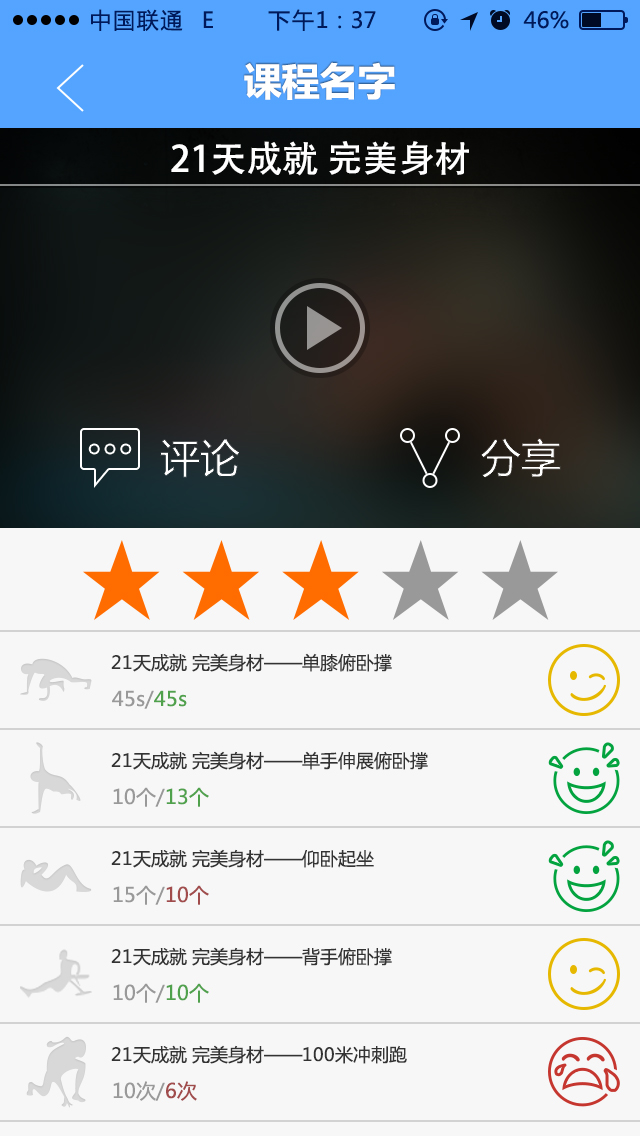 中国联通 E 下午1：37 46%
课程名字
21天成就 完美身材
评论 分享
21天成就 完美身材——单膝俯卧撑
45s/45s
21天成就 完美身材——单手伸展俯卧撑
10个/13个
21天成就 完美身材——仰卧起坐
15个/10个
21天成就 完美身材——背手俯卧撑
10个/10个
21天成就 完美身材——100米冲刺跑
10次/6次